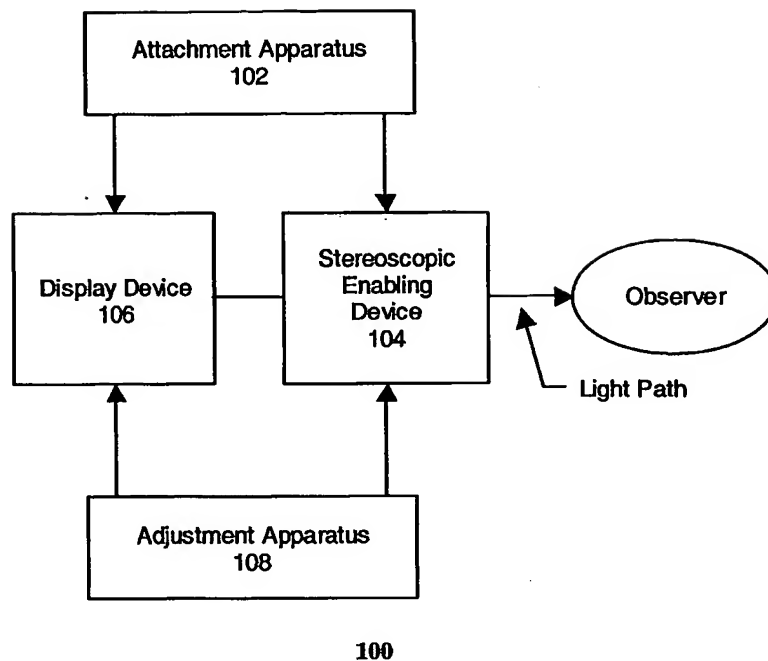 Attachment Apparatus
102
Display Device
106
Stereoscopic
Enabling
Device
104
Observer
Light Path
Adjustment Apparatus
108
100